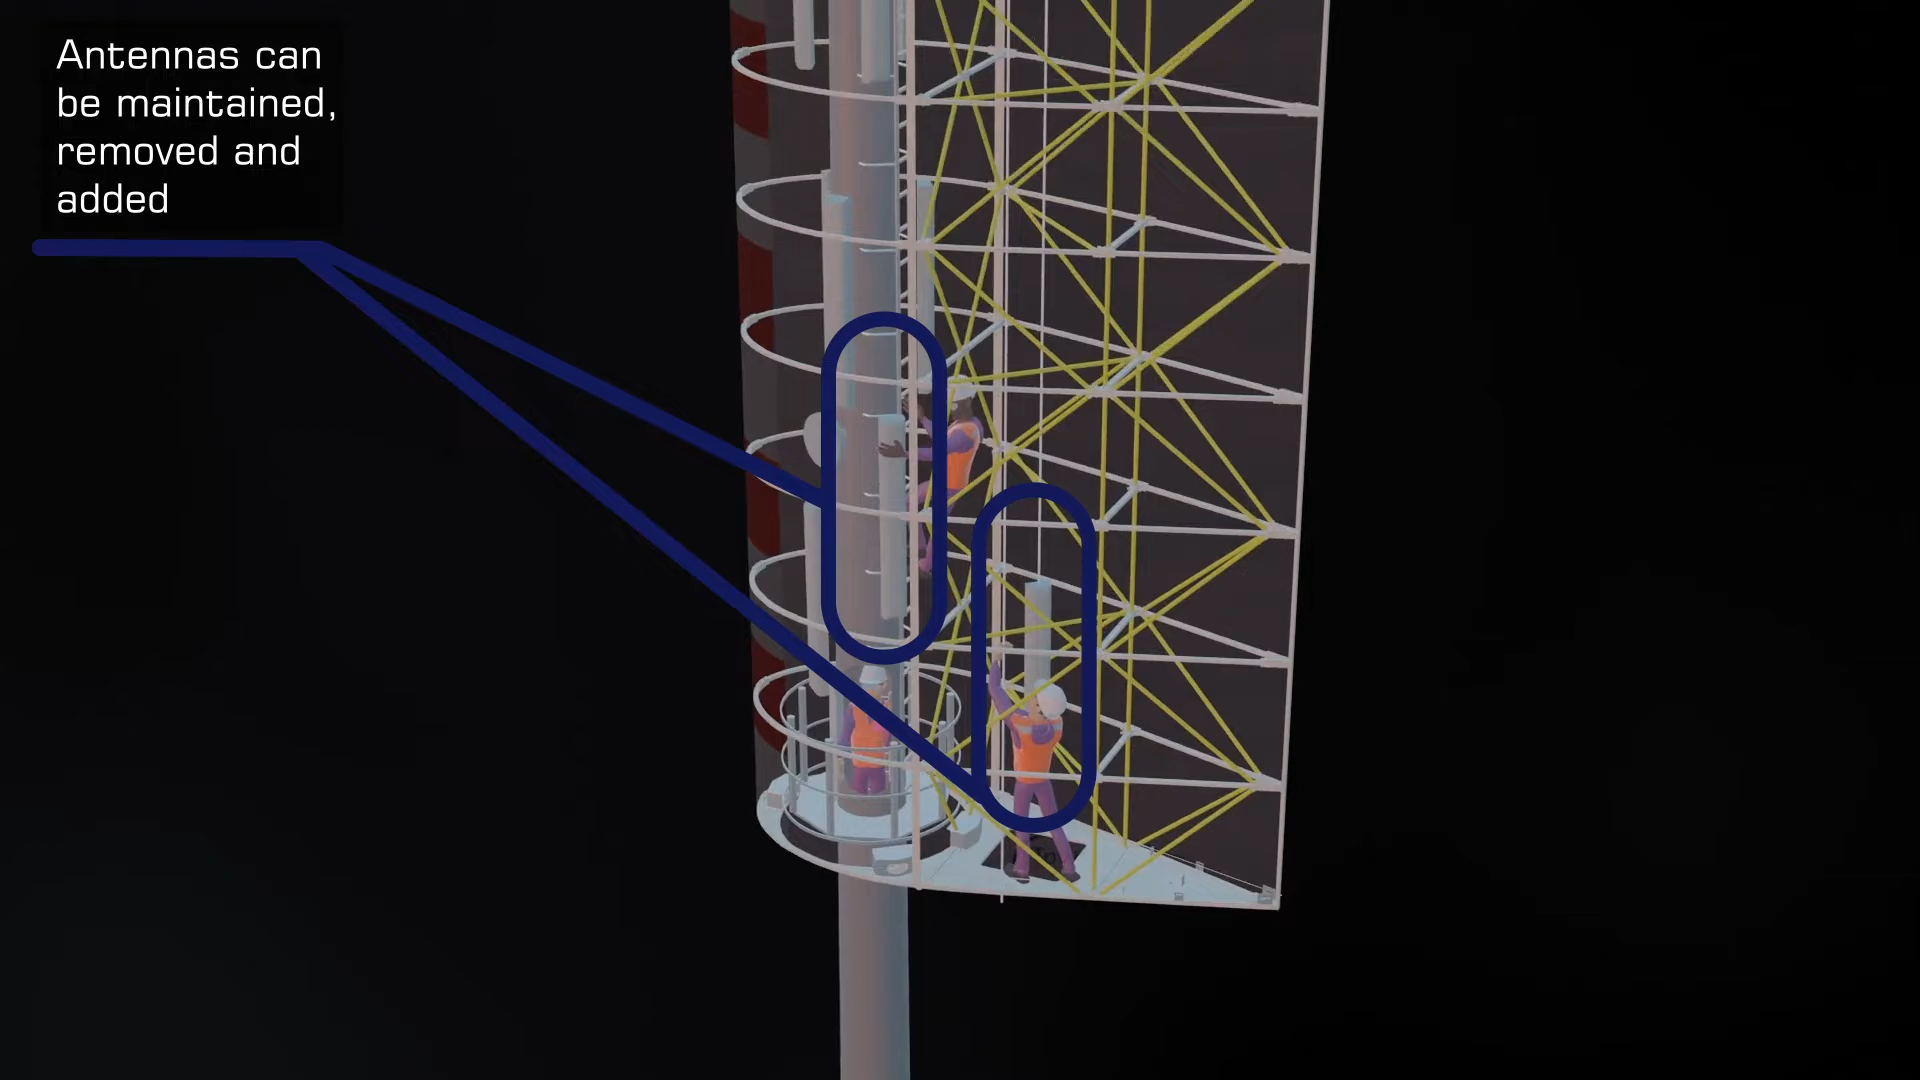 Antennas can
be maintained,
removed and
added